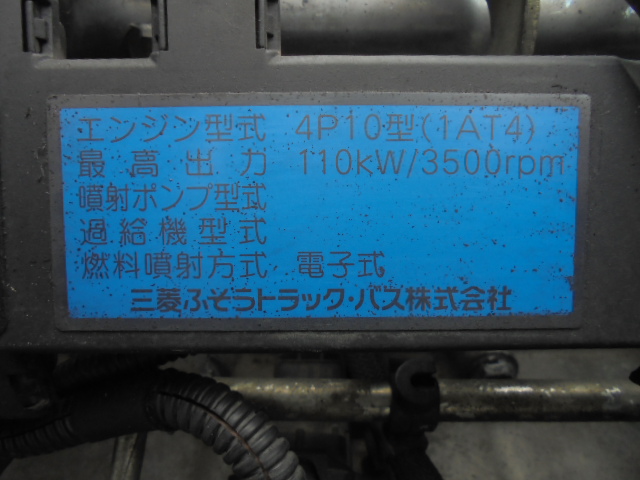 エンジン型式 4P10型(1AT4)
最高出力 110kW/3500rpm
噴射ポンプ型式
過給機型式
燃料噴射方式 電子式
三菱ふそうトラック・バス株式会社